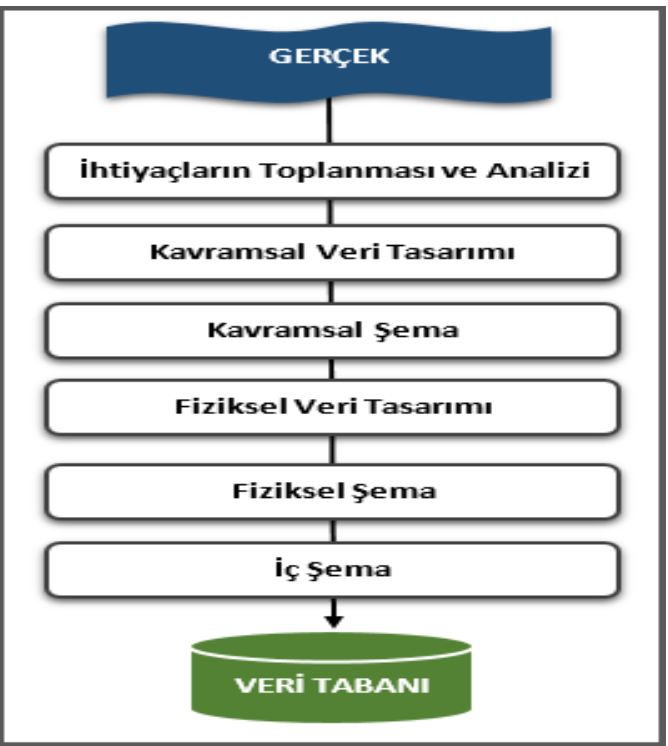 GERÇEK
İhtiyaçların Toplanması ve Analizi
Kavramsal Veri Tasarımı
Kavramsal Şema
Fiziksel Veri Tasarımı
Fiziksel Şema
İç Şema
VERİ TABANI